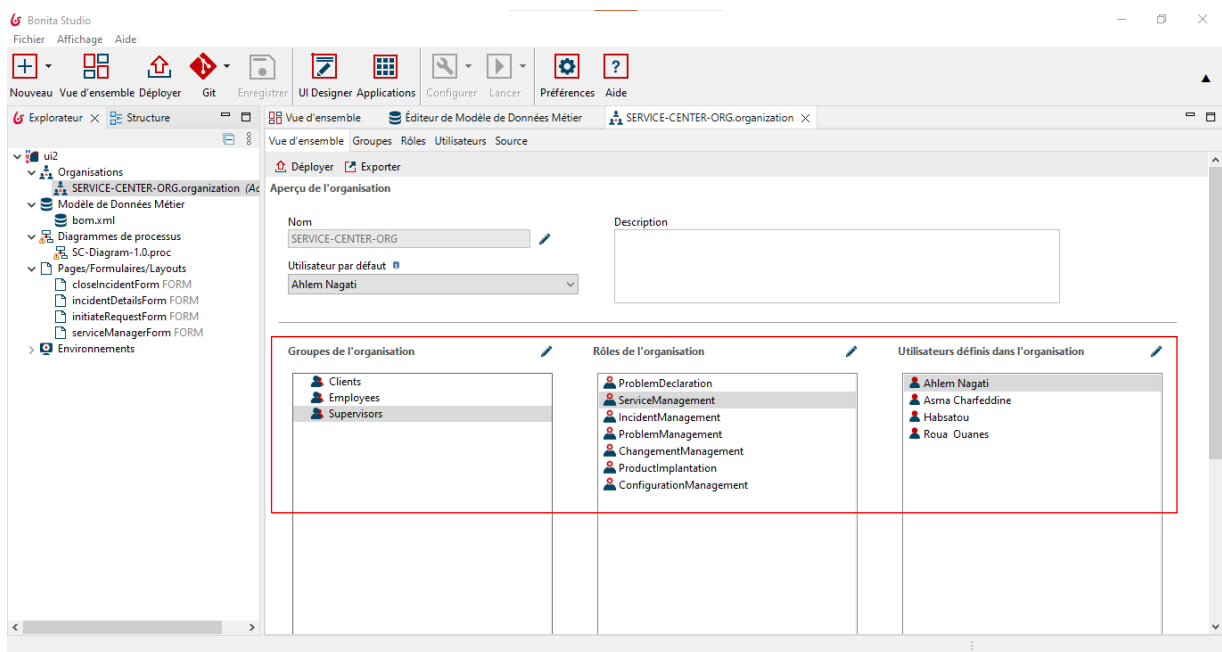 Bonita Studio
Fichier Affichage Aide
Nouveau Vue d'ensemble Déployer Git Enregistrer UI Designer Applications Configurer Lancer Préférences Aide
Explorateur Structure
Vue d'ensemble Éditeur de Modèle de Données Métier SERVICE-CENTER-ORG.organization
Vue d'ensemble Groupes Rôles Utilisateurs Source
ui2
Organisations
SERVICE-CENTER-ORG.organization (Ac
Modèle de Données Métier
bom.xml
Diagrammes de processus
SC-Diagram-1.0.proc
Pages/Formulaires/Layouts
closeIncidentForm FORM
incidentDetailsForm FORM
initiateRequestForm FORM
serviceManagerForm FORM
Environnements
Déployer Exporter
Aperçu de l'organisation
Nom
SERVICE-CENTER-ORG
Description
Utilisateur par défaut
Ahlem Nagati
Groupes de l'organisation
Clients
Employees
Supervisors
Rôles de l'organisation
ProblemDeclaration
ServiceManagement
IncidentManagement
ProblemManagement
ChangementManagement
ProductImplantation
ConfigurationManagement
Utilisateurs définis dans l'organisation
Ahlem Nagati
Asma Charfeddine
Habsatou
Roua Ouanes